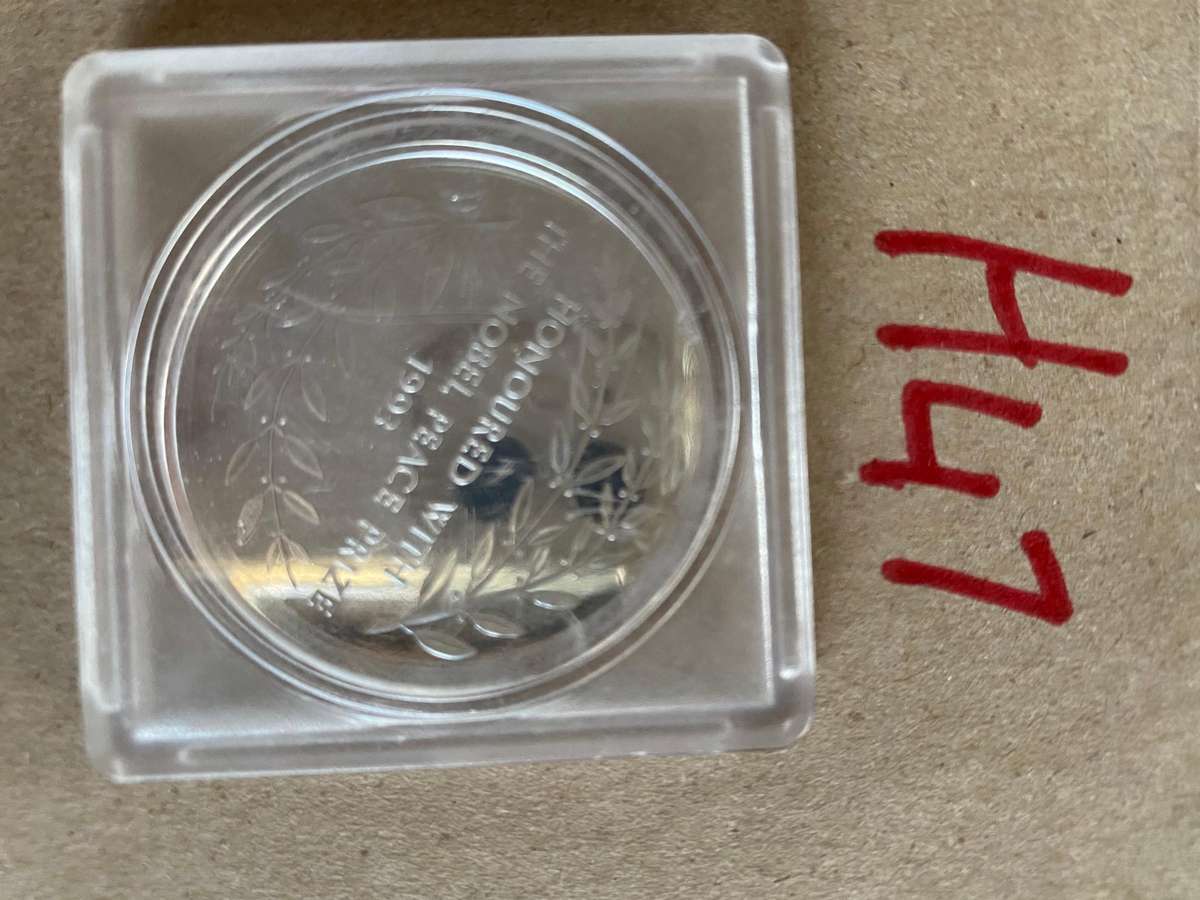 HONOURED WITH
THE NOBEL PEACE PRIZE
1993
H47